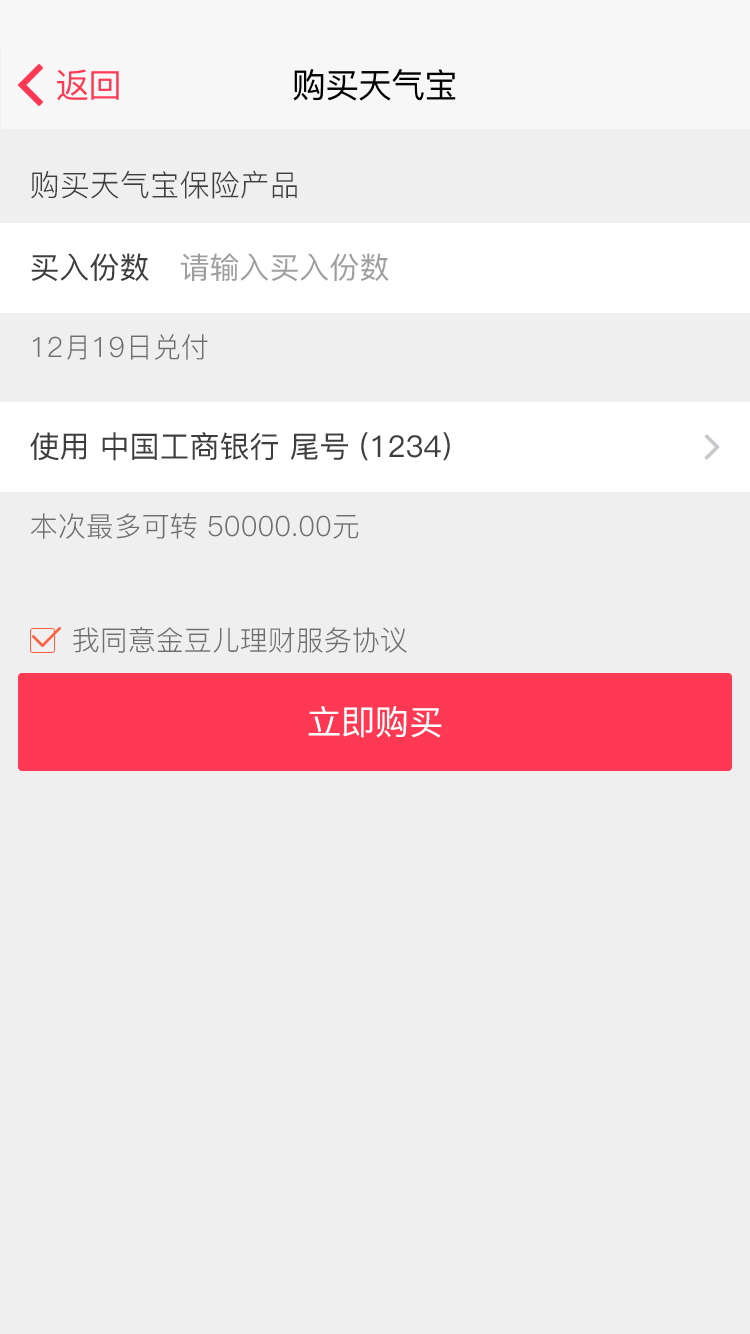 返回
购买天气宝
购买天气宝保险产品
买入份数 请输入买入份数
12月19日兑付
使用 中国工商银行 尾号 (1234)
本次最多可转 50000.00元
我同意金豆儿理财服务协议
立即购买